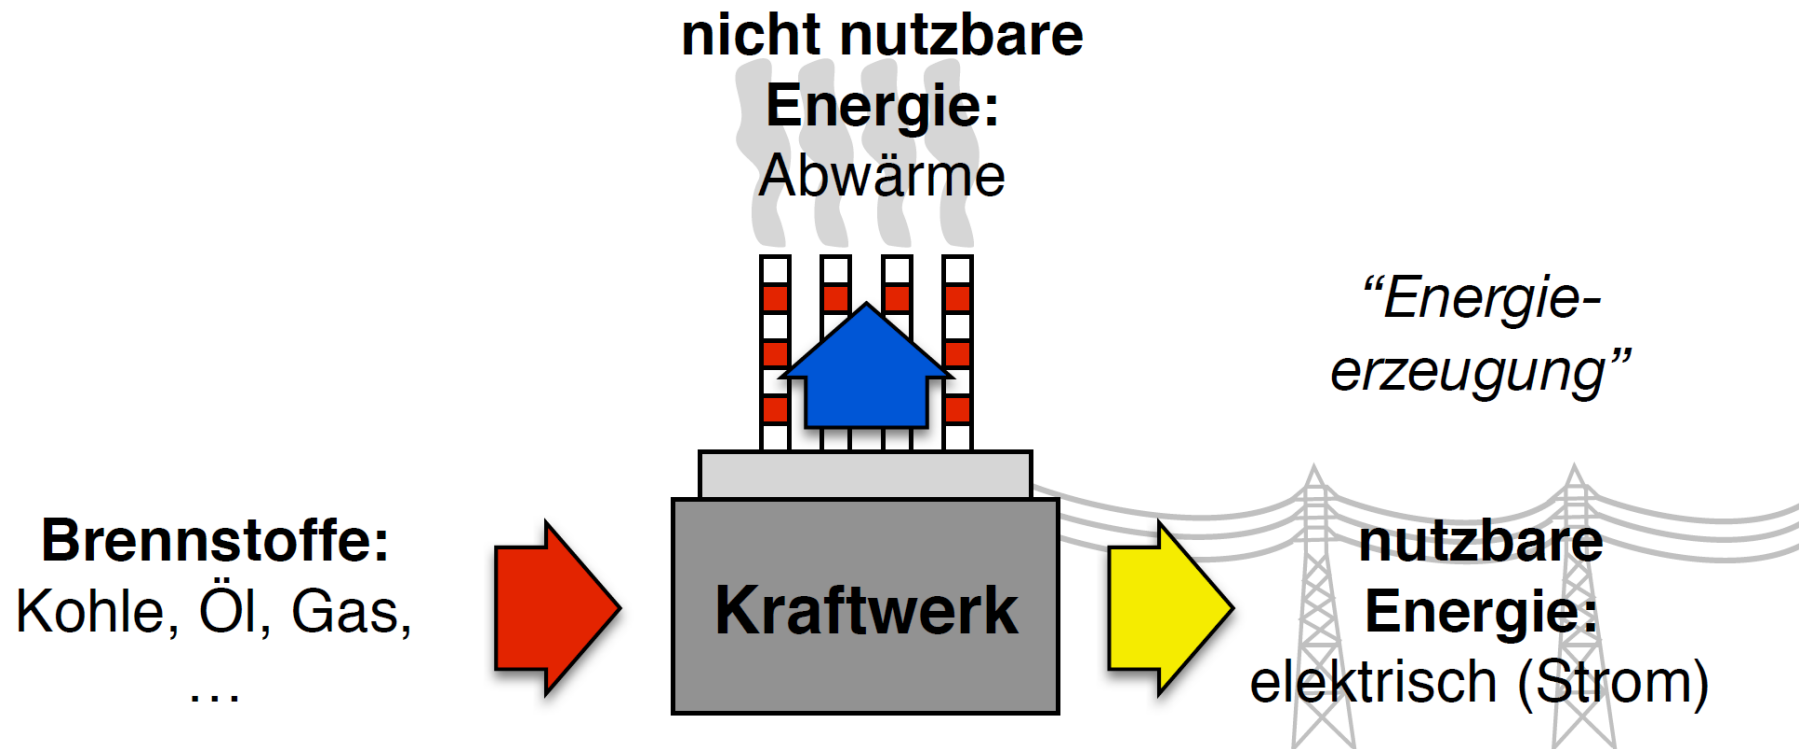 nicht nutzbare
Energie:
Abwärme
“Energie-
erzeugung”
Brennstoffe:
Kohle, Öl, Gas,
…
Kraftwerk
nutzbare
Energie:
elektrisch (Strom)